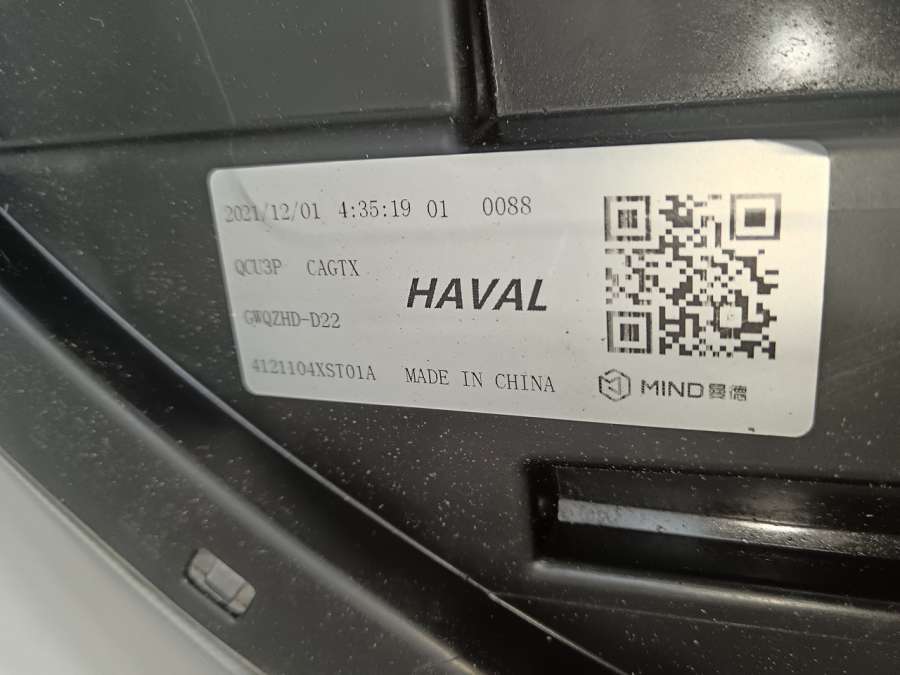 2021/12/01 4:35:19 01 0088
QCU3P CAGTX
HAVAL
GWQZHD-D22
4121104XST01A MADE IN CHINA
MIND曼德